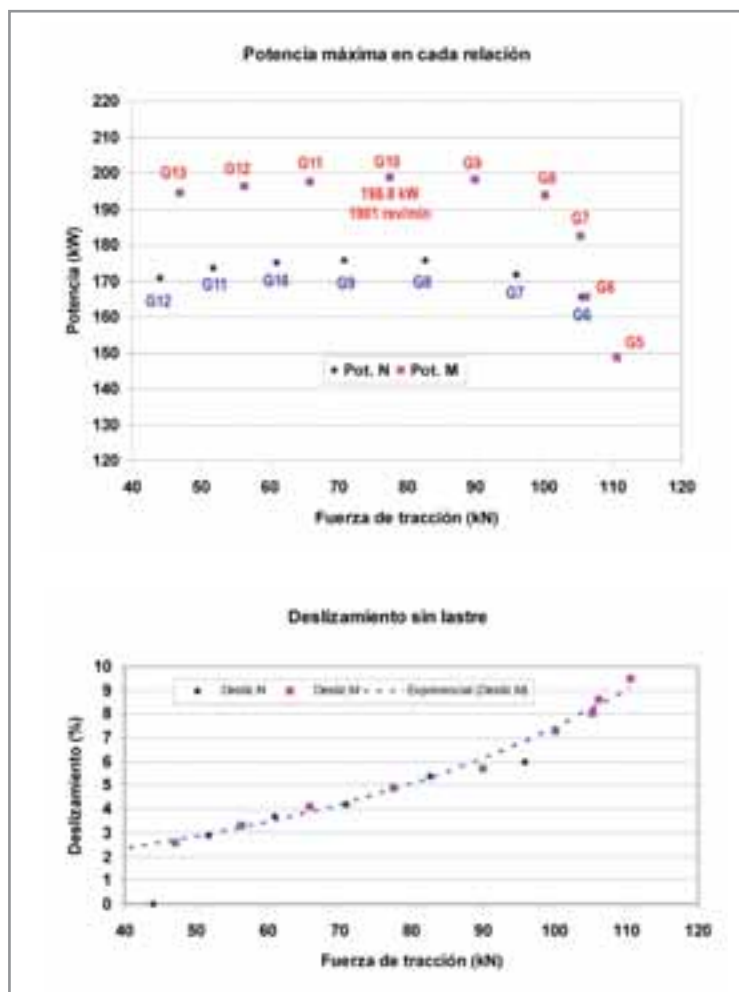 Potencia máxima en cada relación
220
210
200
190
180
170
160
150
140
130
120
Potencia (kW)
G13
G12
G11
G10
G9
G8
G7
G6
G5
198.8 kW
1901 rev/min
G12
G11
G10
G9
G8
G7
G6
Pot. N Pot. M
40 50 60 70 80 90 100 110 120
Fuerza de tracción (kN)
Deslizamiento sin lastre
10
9
8
7
6
5
4
3
2
1
0
Deslizamiento (%)
Desliz N Desliz M Exponencial (Desliz M)
40 50 60 70 80 90 100 110 120
Fuerza de tracción (kN)